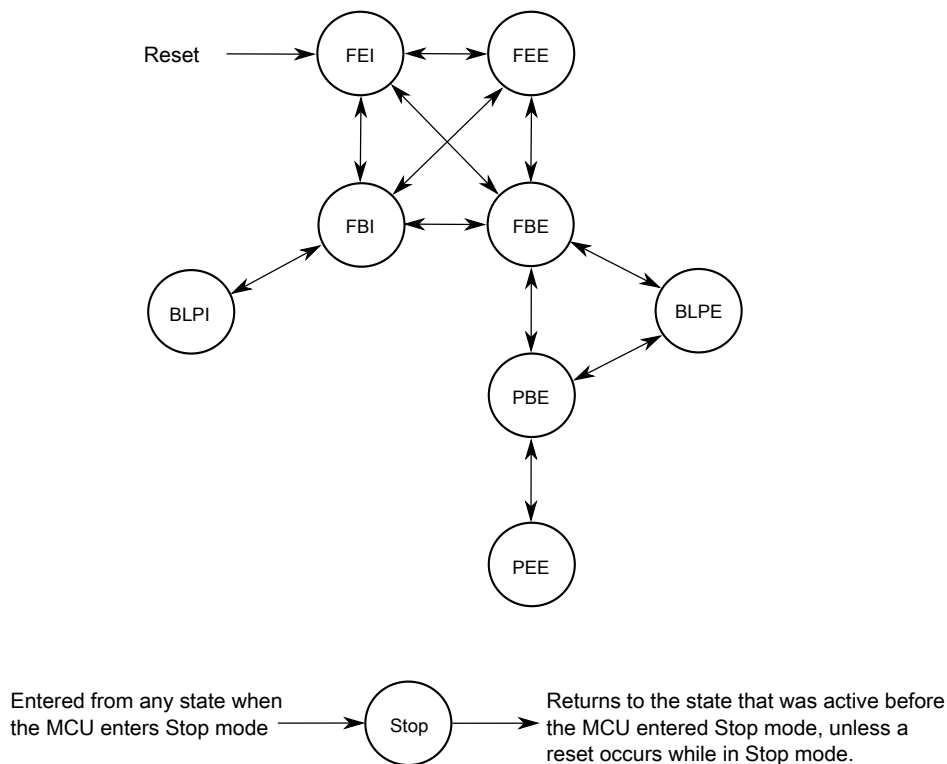 Reset
FEI
FEE
FBI
FBE
BLPI
BLPE
PBE
PEE
Entered from any state when
the MCU enters Stop mode
Stop
Returns to the state that was active before
the MCU entered Stop mode, unless a
reset occurs while in Stop mode.